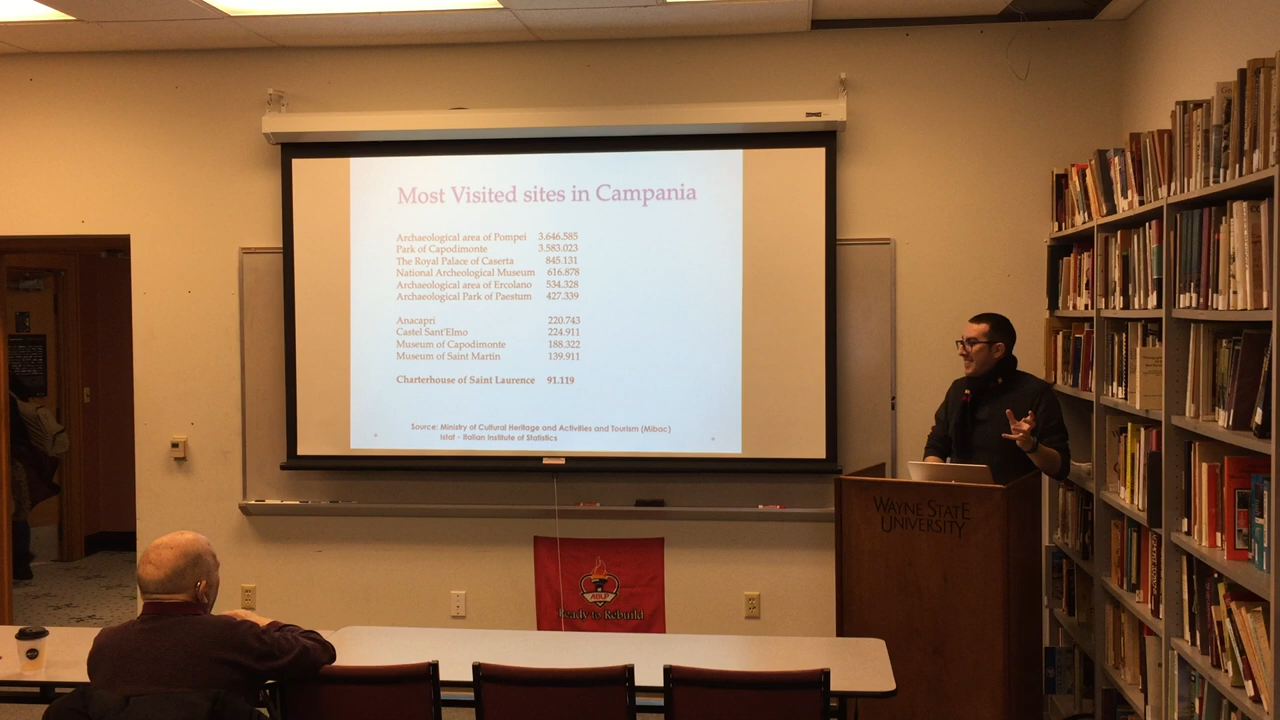 Most Visited sites in Campania
Archaeological area of Pompei 3.646.585
Park of Capodimonte 3.583.023
The Royal Palace of Caserta 845.131
National Archeological Museum 616.878
Archaeological area of Ercolano 534.328
Archaeological Park of Paestum 427.339
Anacapri 220.743
Castel Sant'Elmo 224.911
Museum of Capodimonte 188.322
Museum of Saint Martin 139.911
Charterhouse of Saint Laurence 91.119
Source: Ministry of Cultural Heritage and Activities and Tourism (Mibac)
Istat - Italian Institute of Statistics
WAYNE STATE
UNIVERSITY
Ready to Rebuild